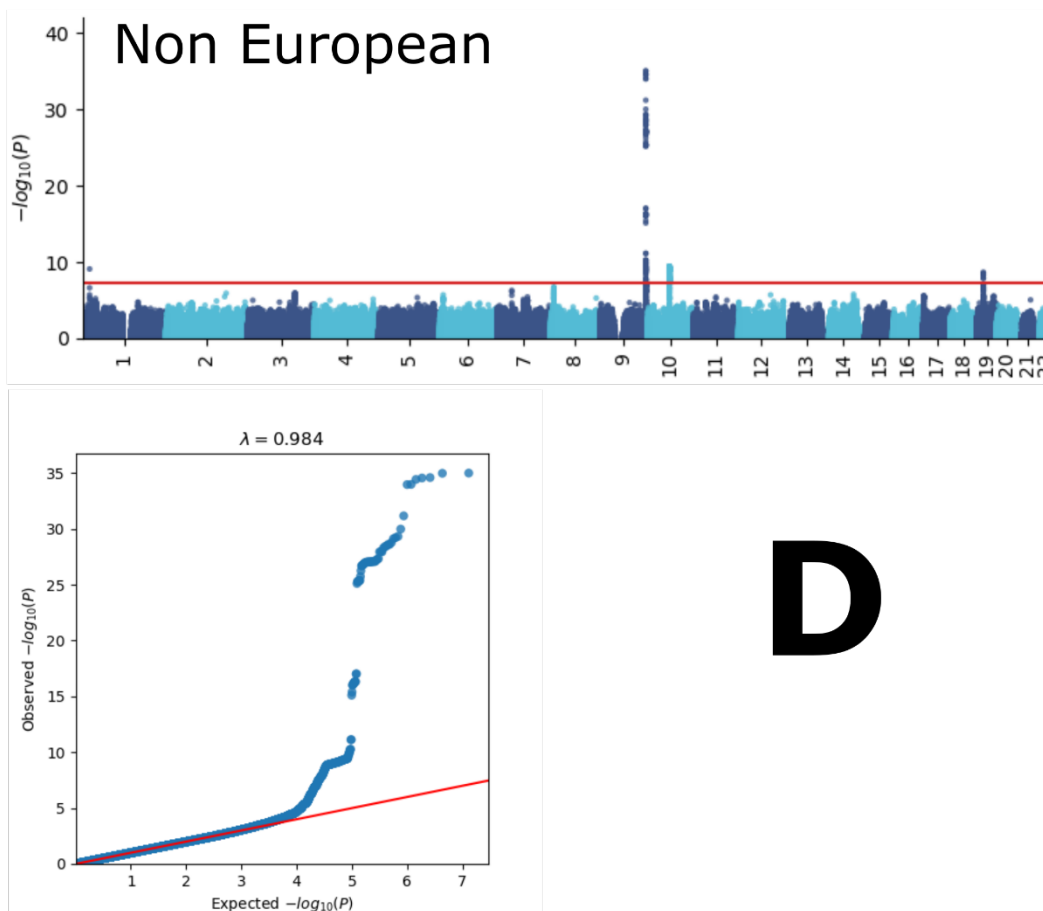 Non European
40
30
20
10
0
−log10(P)
1 2 3 4 5 6 7 8 9 10 11 12 13 14 15 16 17 18 19 20 21
λ = 0.984
35
30
25
20
15
10
5
0
Observed −log10(P)
1 2 3 4 5 6 7
Expected −log10(P)
D